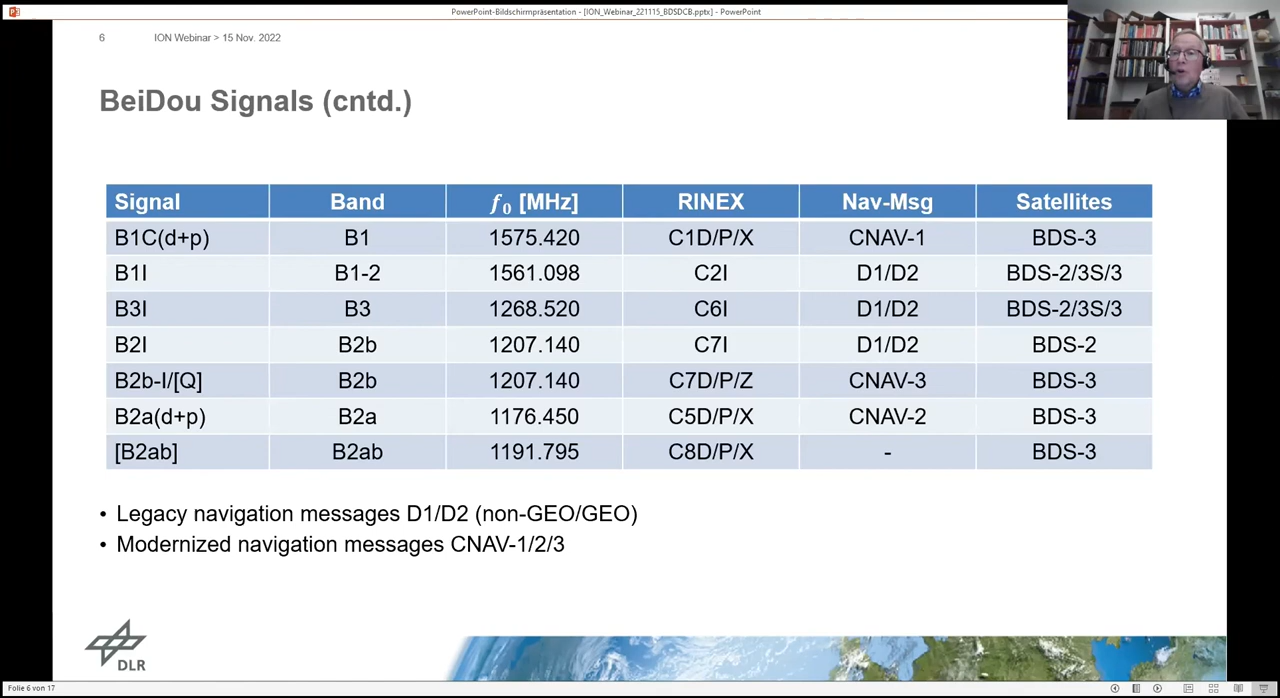 PowerPoint-Bildschirmpräsentation - [ION_Webinar_221115_BDSDCB.pptx] - PowerPoint
6 ION Webinar > 15 Nov. 2022
BeiDou Signals (cntd.)
Signal Band f₀ [MHz] RINEX Nav-Msg Satellites
B1C(d+p) B1 1575.420 C1D/P/X CNAV-1 BDS-3
B1I B1-2 1561.098 C2I D1/D2 BDS-2/3S/3
B3I B3 1268.520 C6I D1/D2 BDS-2/3S/3
B2I B2b 1207.140 C7I D1/D2 BDS-2
B2b-I/[Q] B2b 1207.140 C7D/P/Z CNAV-3 BDS-3
B2a(d+p) B2a 1176.450 C5D/P/X CNAV-2 BDS-3
[B2ab] B2ab 1191.795 C8D/P/X - BDS-3
• Legacy navigation messages D1/D2 (non-GEO/GEO)
• Modernized navigation messages CNAV-1/2/3
DLR
Folie 6 von 17